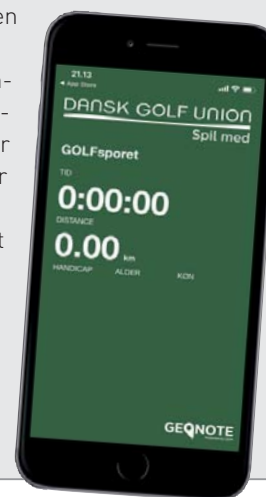 en
21.13
App Store
DANSK GOLF UNION
Spil med
GOLFsporet
TID
0:00:00
DISTANCE
0.00 km
HANDICAP ALDER KØN
GEONOTE
n-
-
r
r
t